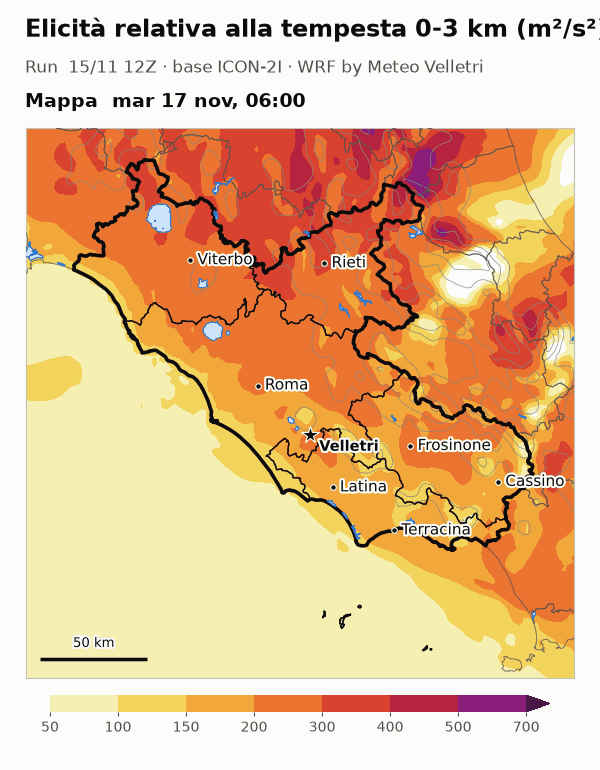 Elicità relativa alla tempesta 0-3 km (m²/s²)
Run 15/11 12Z · base ICON-2I · WRF by Meteo Velletri
Mappa mar 17 nov, 06:00
Viterbo
Rieti
Roma
Velletri
Frosinone
Cassino
Latina
Terracina
50 km
50 100 150 200 300 400 500 700